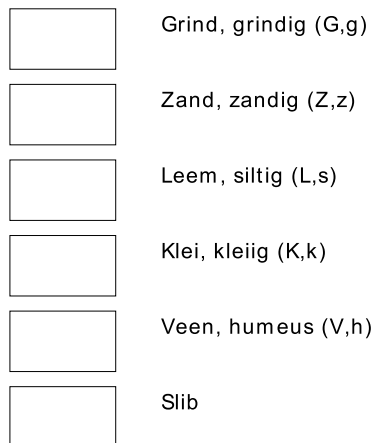 Grind, grindig (G,g)
Zand, zandig (Z,z)
Leem, siltig (L,s)
Klei, kleiig (K,k)
Veen, humeus (V,h)
Slib